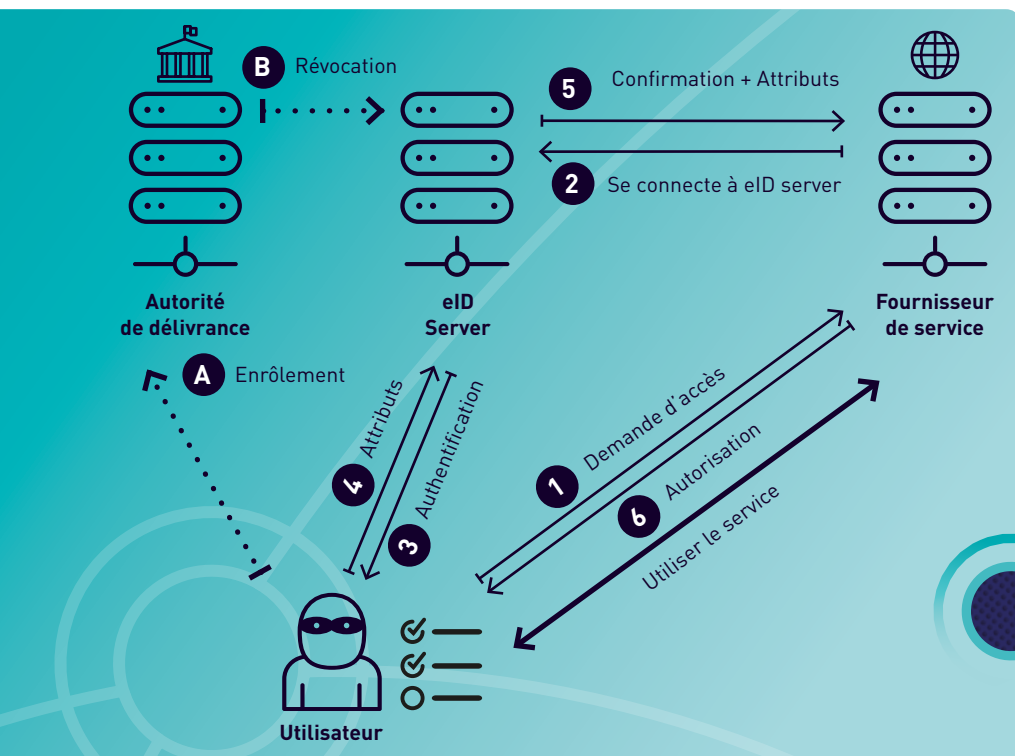 B Révocation
5 Confirmation + Attributs
2 Se connecte à eID server
Autorité
de délivrance
eID
Server
Fournisseur
de service
A Enrôlement
4 Attributs
3 Authentification
1 Demande d'accès
6 Autorisation
Utiliser le service
Utilisateur